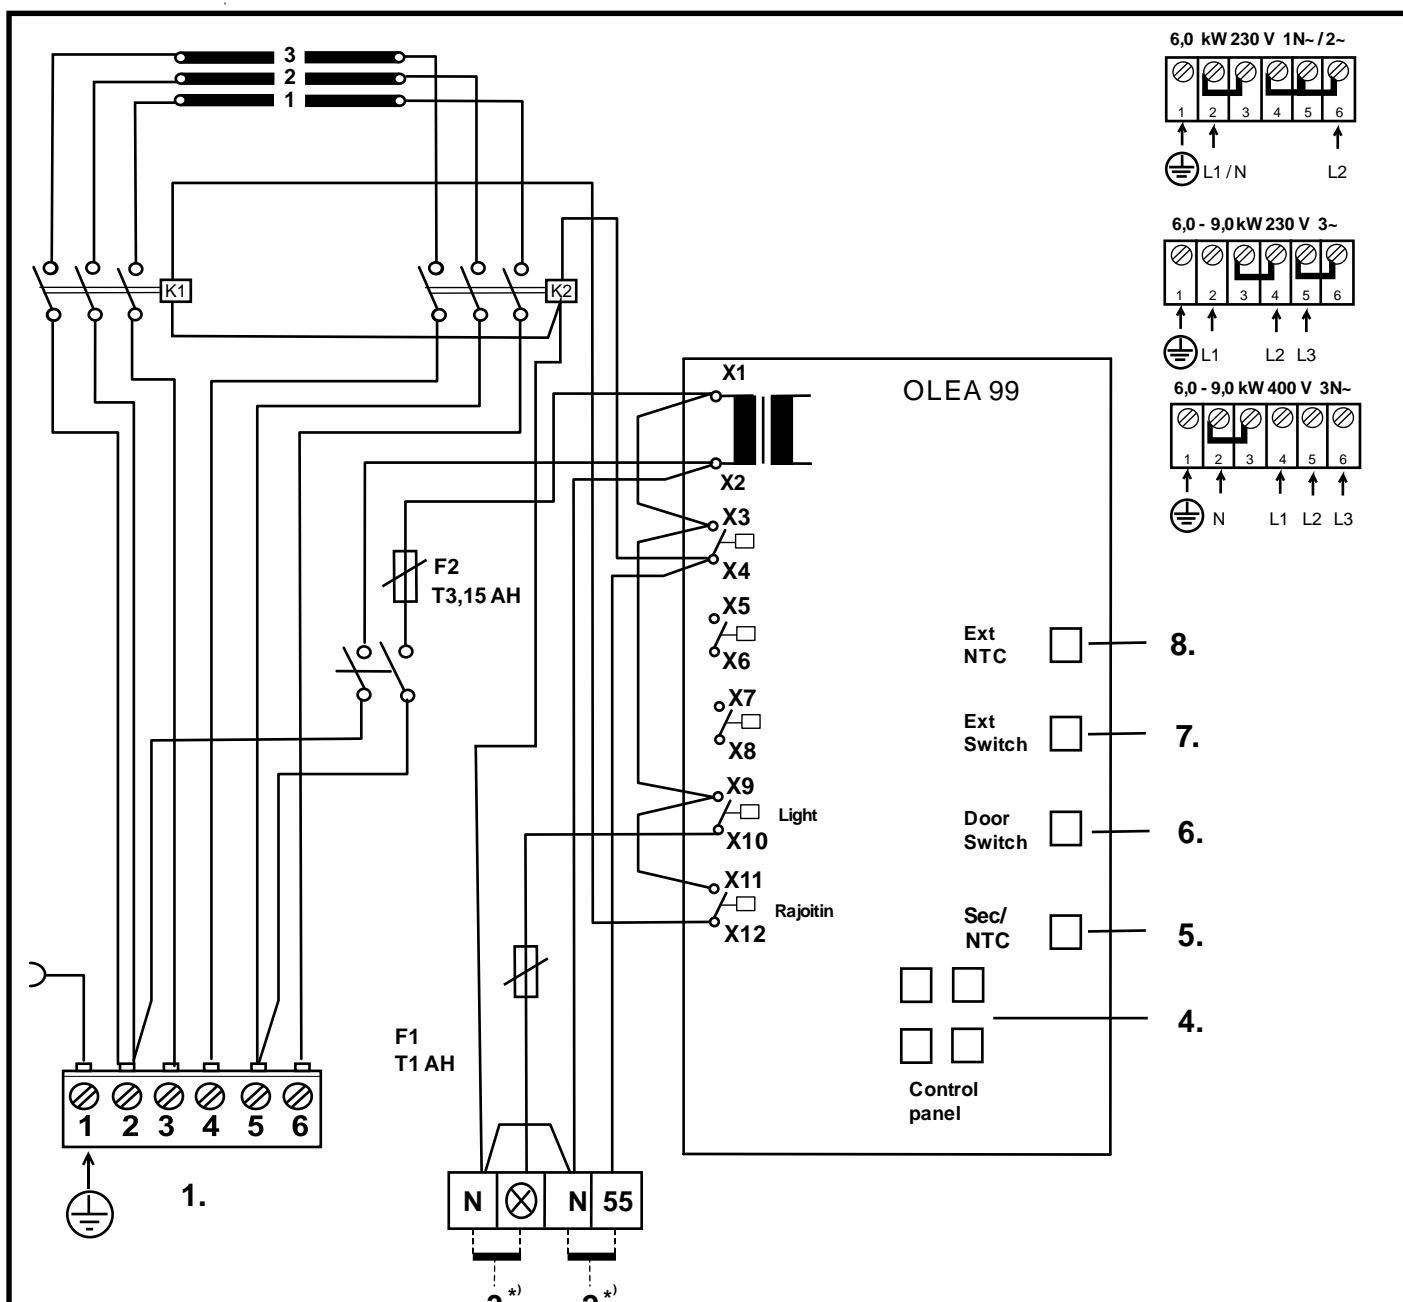 3
2
1
K1
K2
6,0 kW 230 V 1N~ / 2~
1 2 3 4 5 6
L1 / N L2
6,0 - 9,0 kW 230 V 3~
1 2 3 4 5 6
L1 L2 L3
6,0 - 9,0 kW 400 V 3N~
1 2 3 4 5 6
N L1 L2 L3
OLEA 99
X1
X2
X3
X4
X5
X6
X7
X8
X9
Light
X10
X11
Rajoitin
X12
F2
T3,15 AH
Ext
NTC
8.
Ext
Switch
7.
Door
Switch
6.
Sec/
NTC
5.
4.
Control
panel
F1
T1 AH
1 2 3 4 5 6
1.
N N 55
*)
*)